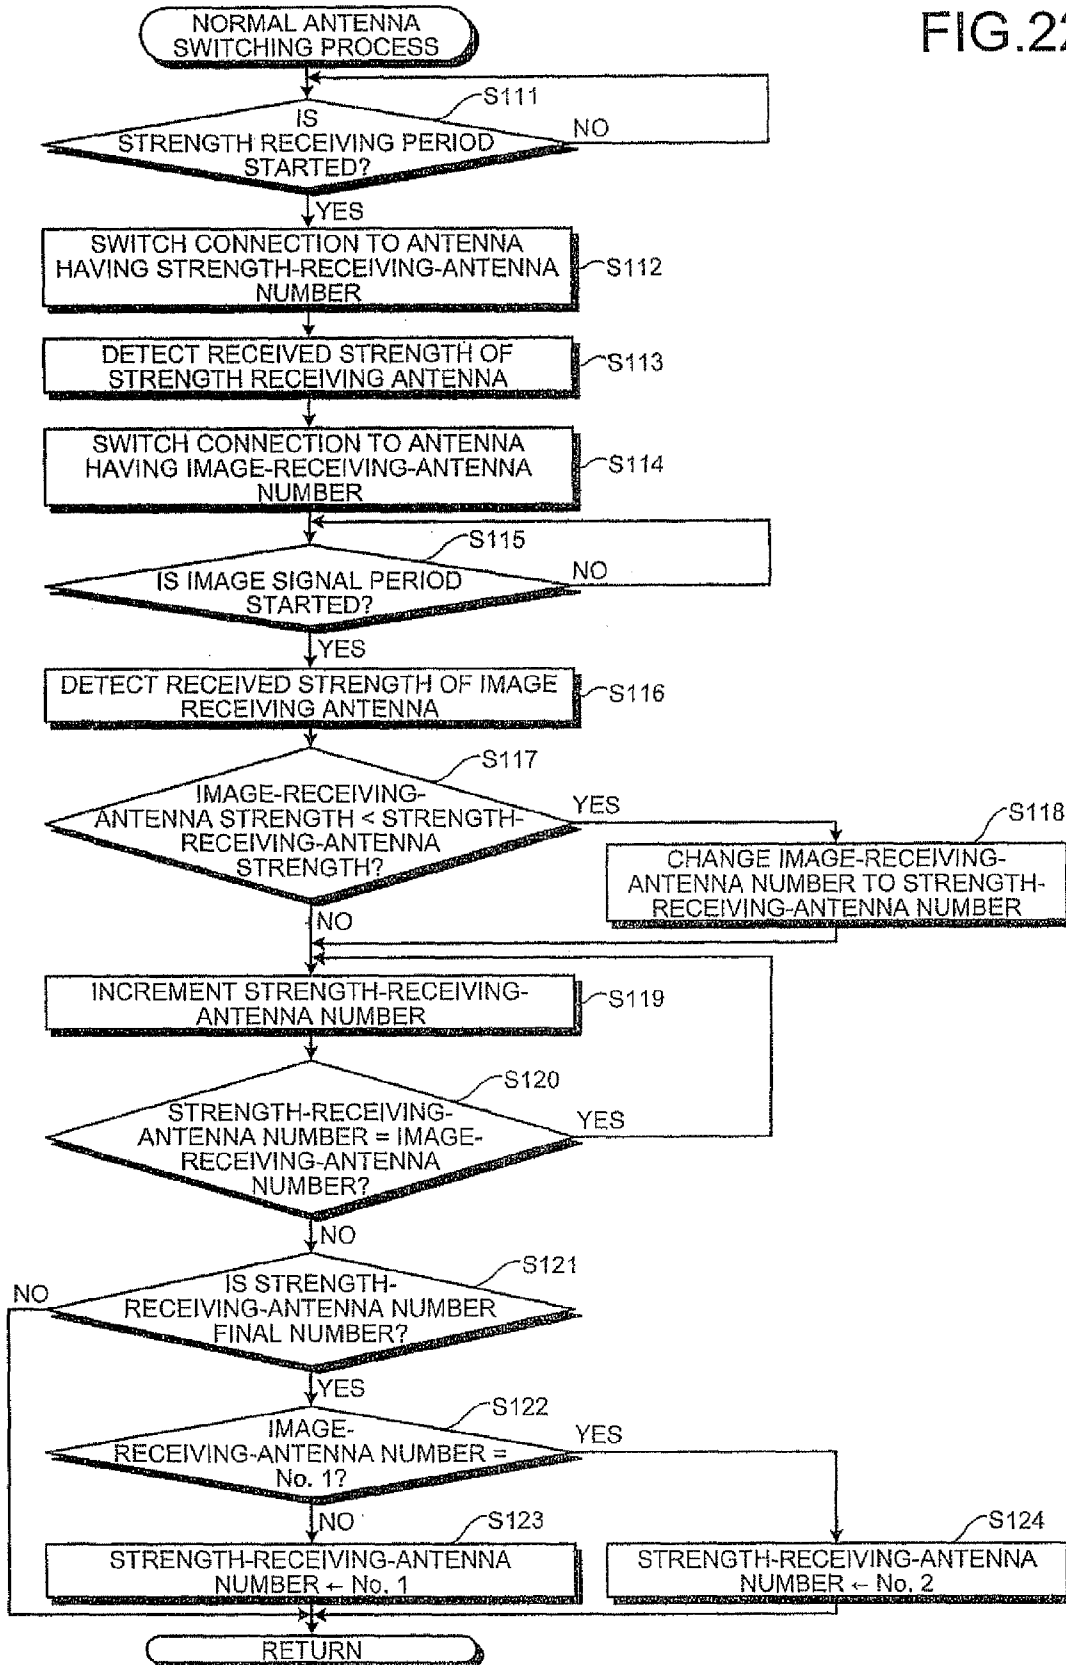 FIG.22
NORMAL ANTENNA
SWITCHING PROCESS
S111
IS
STRENGTH RECEIVING PERIOD
STARTED?
NO
YES
SWITCH CONNECTION TO ANTENNA
HAVING STRENGTH-RECEIVING-ANTENNA
NUMBER
S112
DETECT RECEIVED STRENGTH OF
STRENGTH RECEIVING ANTENNA
S113
SWITCH CONNECTION TO ANTENNA
HAVING IMAGE-RECEIVING-ANTENNA
NUMBER
S114
S115
IS IMAGE SIGNAL PERIOD
STARTED?
NO
YES
DETECT RECEIVED STRENGTH OF IMAGE
RECEIVING ANTENNA
S116
S117
IMAGE-RECEIVING-
ANTENNA STRENGTH < STRENGTH-
RECEIVING-ANTENNA
STRENGTH?
YES
S118
CHANGE IMAGE-RECEIVING-
ANTENNA NUMBER TO STRENGTH-
RECEIVING-ANTENNA NUMBER
NO
INCREMENT STRENGTH-RECEIVING-
ANTENNA NUMBER
S119
S120
STRENGTH-RECEIVING-
ANTENNA NUMBER = IMAGE-
RECEIVING-ANTENNA
NUMBER?
YES
NO
S121
NO
IS STRENGTH-
RECEIVING-ANTENNA NUMBER
FINAL NUMBER?
YES
S122
IMAGE-
RECEIVING-ANTENNA NUMBER =
No. 1?
YES
NO
S123
STRENGTH-RECEIVING-ANTENNA
NUMBER ← No. 1
S124
STRENGTH-RECEIVING-ANTENNA
NUMBER ← No. 2
RETURN